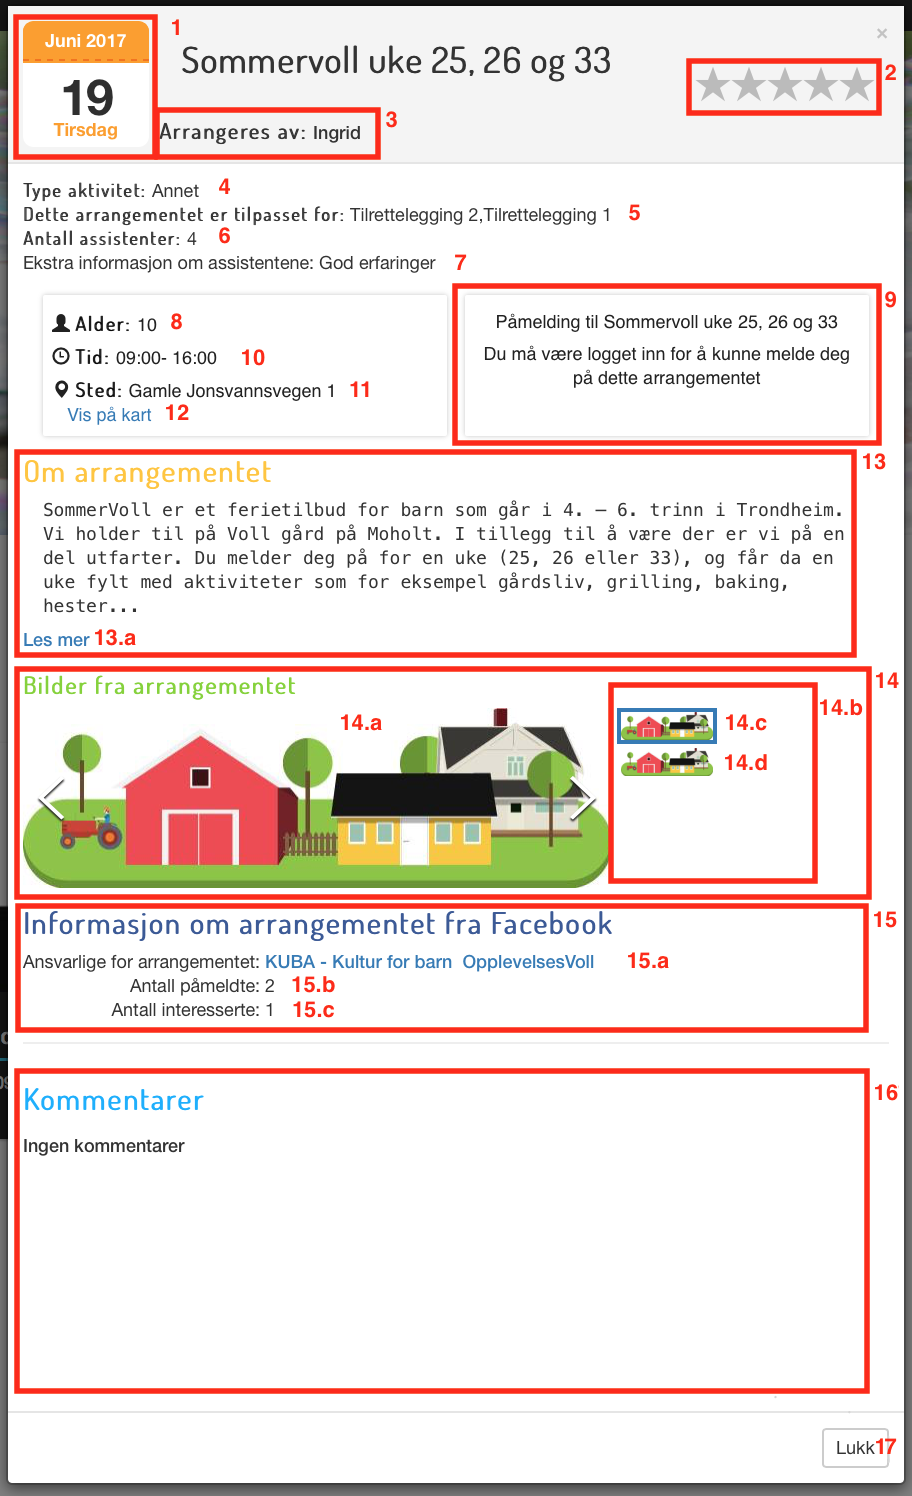 Juni 2017
1
19
Tirsdag
Sommervoll uke 25, 26 og 33
×
2
Arrangeres av: Ingrid
3
Type aktivitet: Annet 4
Dette arrangementet er tilpasset for: Tilrettelegging 2,Tilrettelegging 1 5
Antall assistenter: 4 6
Ekstra informasjon om assistentene: God erfaringer 7
Alder: 10 8
Tid: 09:00- 16:00 10
Sted: Gamle Jonsvannsvegen 1 11
Vis på kart 12
9
Påmelding til Sommervoll uke 25, 26 og 33
Du må være logget inn for å kunne melde deg
på dette arrangementet
Om arrangementet
13
SommerVoll er et ferietilbud for barn som går i 4. – 6. trinn i Trondheim.
Vi holder til på Voll gård på Moholt. I tillegg til å være der er vi på en
del utfarter. Du melder deg på for en uke (25, 26 eller 33), og får da en
uke fylt med aktiviteter som for eksempel gårdsliv, grilling, baking,
hester...
Les mer 13.a
Bilder fra arrangementet
14
14.a
14.b
14.c
14.d
Informasjon om arrangementet fra Facebook
15
Ansvarlige for arrangementet: KUBA - Kultur for barn OpplevelsesVoll 15.a
Antall påmeldte: 2 15.b
Antall interesserte: 1 15.c
Kommentarer
16
Ingen kommentarer
Lukk 17